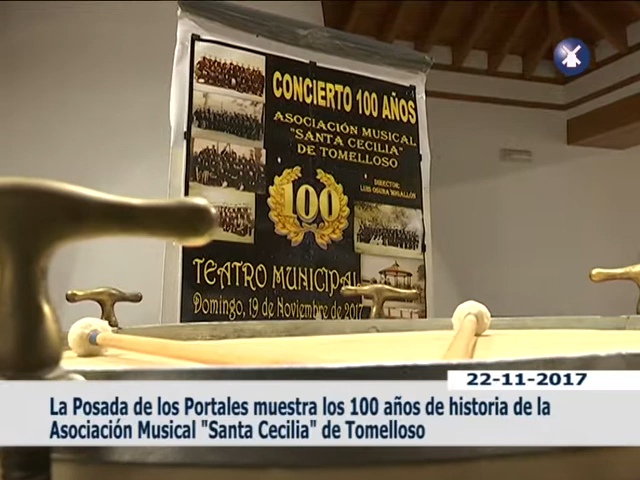 CONCIERTO 100 AÑOS
ASOCIACIÓN MUSICAL
"SANTA CECILIA"
DE TOMELLOSO
DIRECTOR:
100
TEATRO MUNICIPAL
Domingo, 19 de Noviembre de 2017
22-11-2017
La Posada de los Portales muestra los 100 años de historia de la
Asociación Musical "Santa Cecilia" de Tomelloso